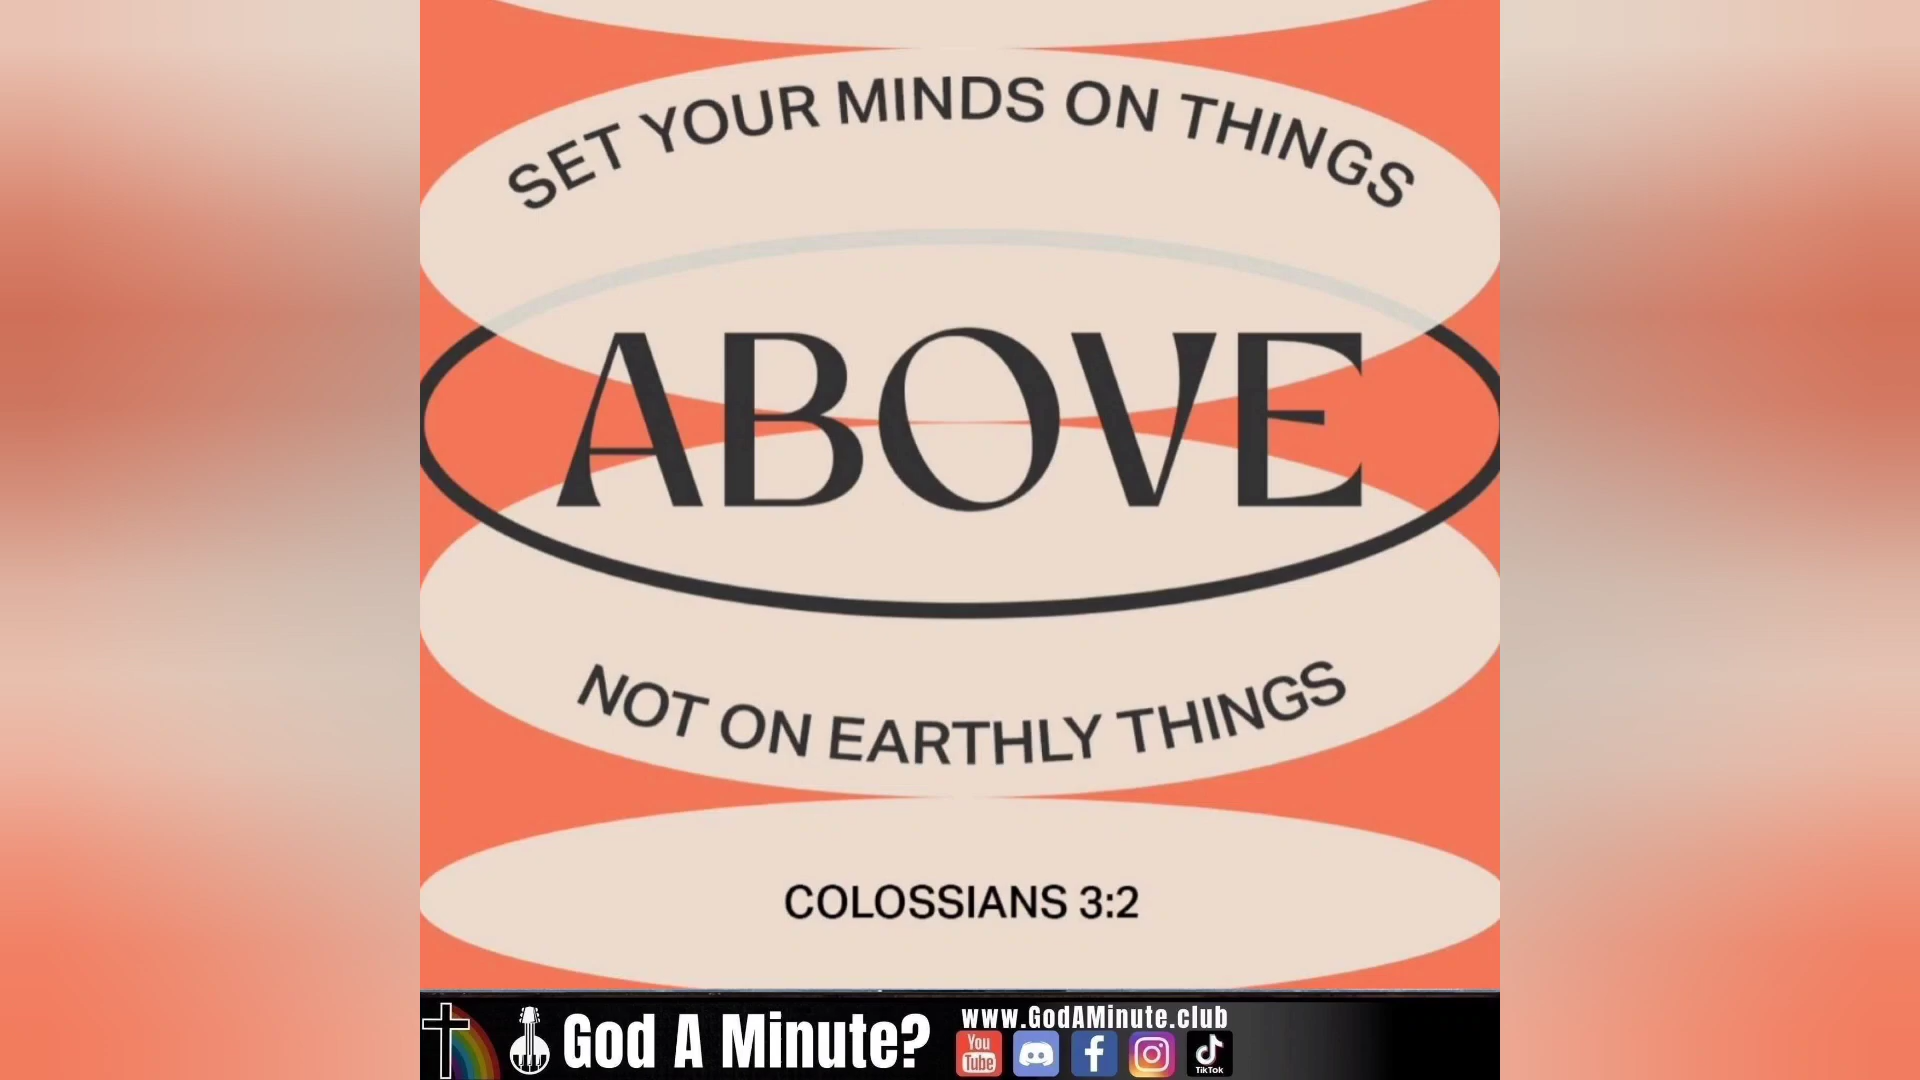 SET YOUR MINDS ON THINGS
ABOVE
NOT ON EARTHLY THINGS
COLOSSIANS 3:2
God A Minute?
www.GodAMinute.club
You
Tube
TikTok